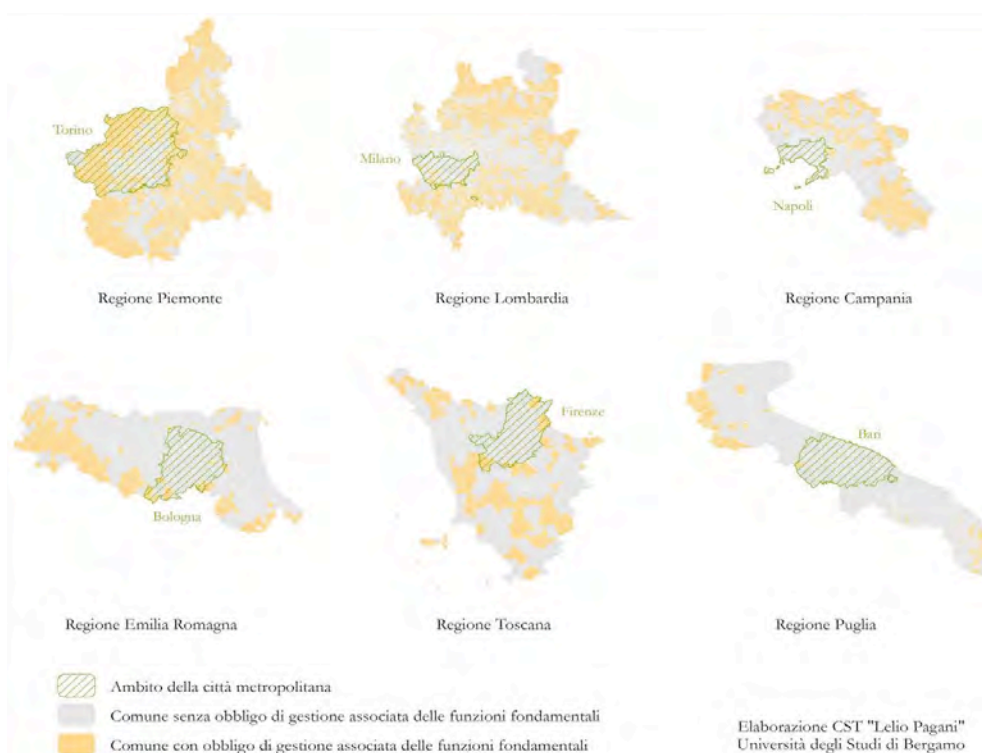 Torino
Milano
Napoli
Regione Piemonte
Regione Lombardia
Regione Campania
Bologna
Firenze
Bari
Regione Emilia Romagna
Regione Toscana
Regione Puglia
Ambito della città metropolitana
Comune senza obbligo di gestione associata delle funzioni fondamentali
Comune con obbligo di gestione associata delle funzioni fondamentali
Elaborazione CST "Lelio Pagani"
Università degli Studi di Bergamo